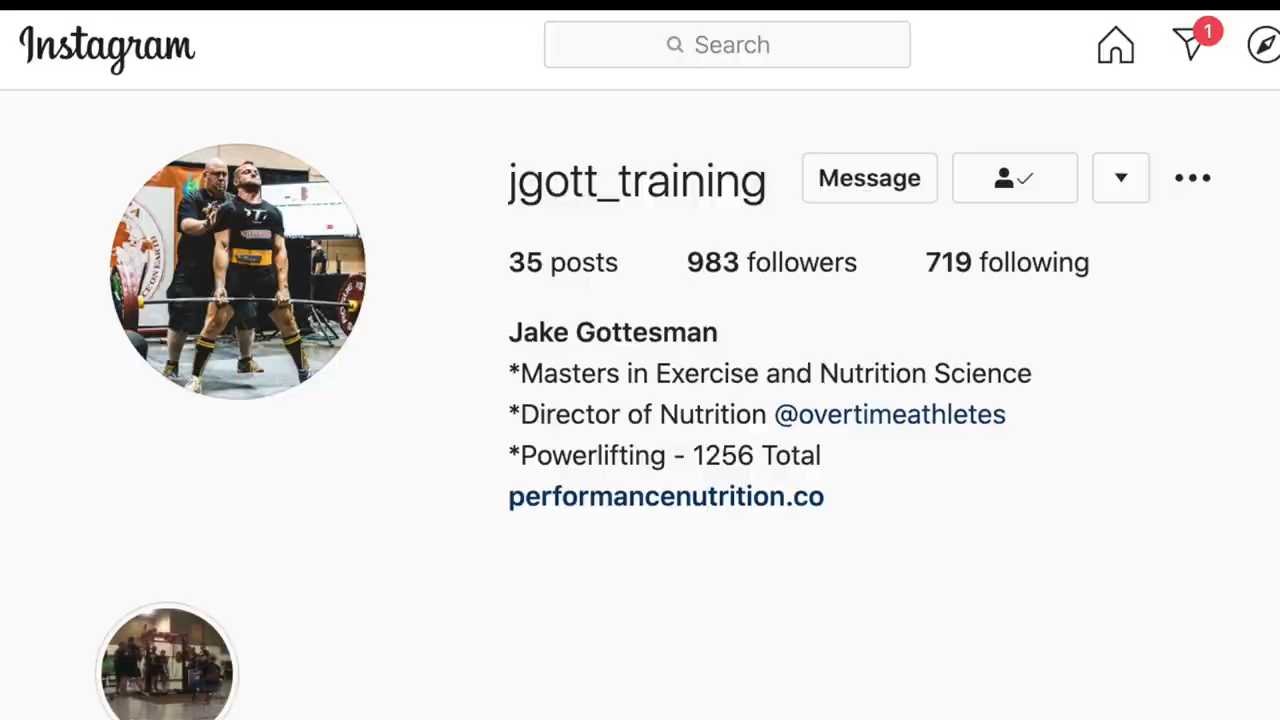 Instagram
Search
1
jgott_training
Message
35 posts
983 followers
719 following
Jake Gottesman
*Masters in Exercise and Nutrition Science
*Director of Nutrition @overtimeathletes
*Powerlifting - 1256 Total
performancenutrition.co